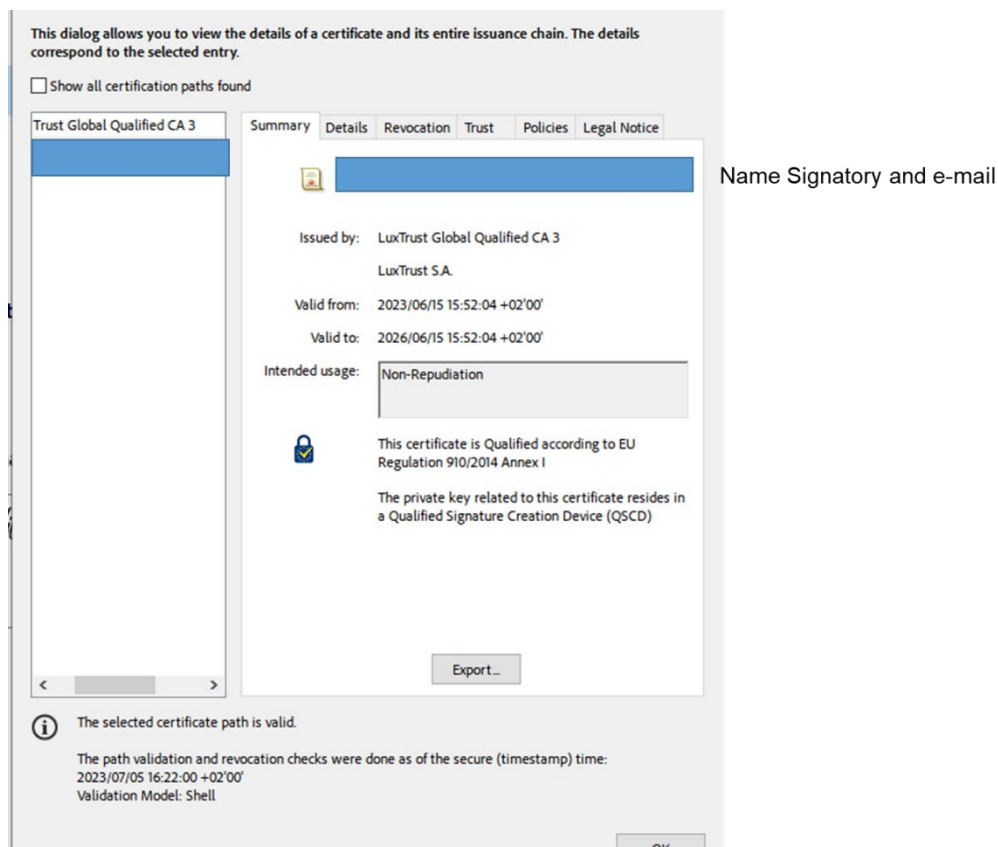 This dialog allows you to view the details of a certificate and its entire issuance chain. The details
correspond to the selected entry.
Show all certification paths found
Trust Global Qualified CA 3
Summary Details Revocation Trust Policies Legal Notice
Name Signatory and e-mail
Issued by: LuxTrust Global Qualified CA 3
LuxTrust S.A.
Valid from: 2023/06/15 15:52:04 +02'00'
Valid to: 2026/06/15 15:52:04 +02'00'
Intended usage: Non-Repudiation
This certificate is Qualified according to EU
Regulation 910/2014 Annex I
The private key related to this certificate resides in
a Qualified Signature Creation Device (QSCD)
Export...
The selected certificate path is valid.
The path validation and revocation checks were done as of the secure (timestamp) time:
2023/07/05 16:22:00 +02'00'
Validation Model: Shell